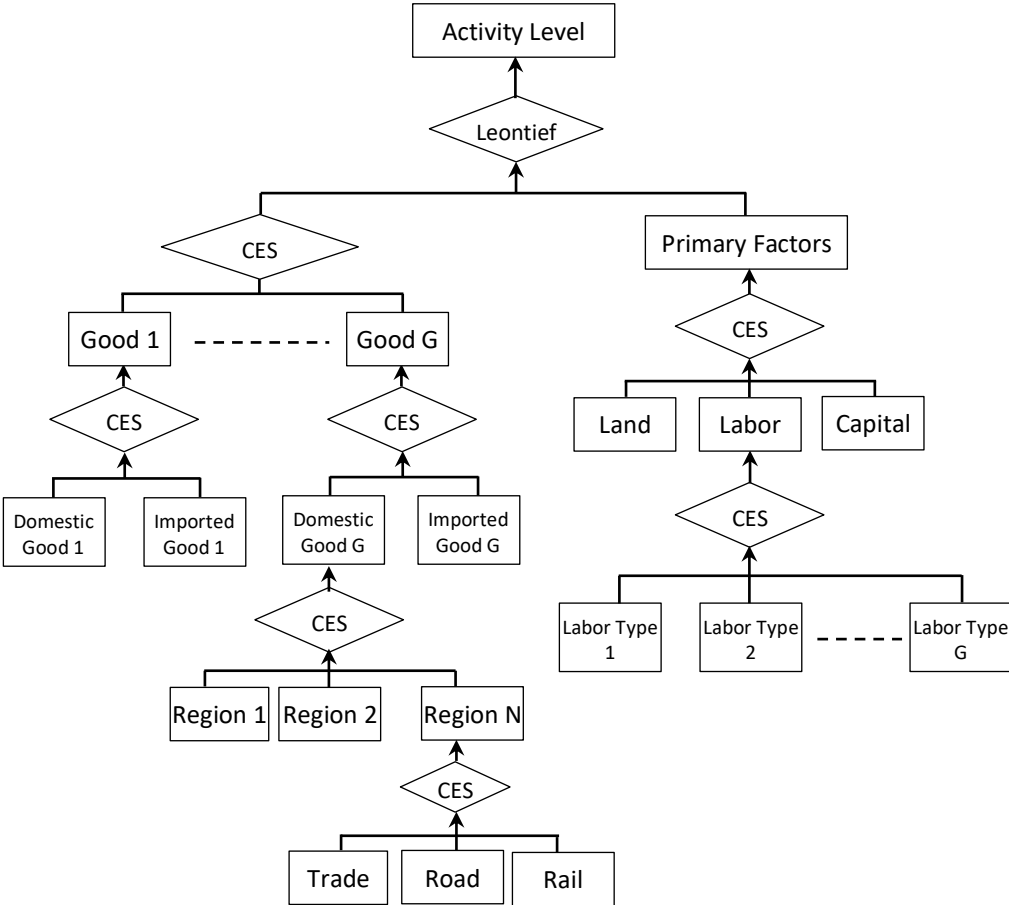 Activity Level
Leontief
CES
Primary Factors
CES
Good 1
Good G
CES
CES
Land
Labor
Capital
Domestic
Good 1
Imported
Good 1
Domestic
Good G
Imported
Good G
CES
CES
Labor Type
1
Labor Type
2
Labor Type
G
Region 1
Region 2
Region N
CES
Trade
Road
Rail